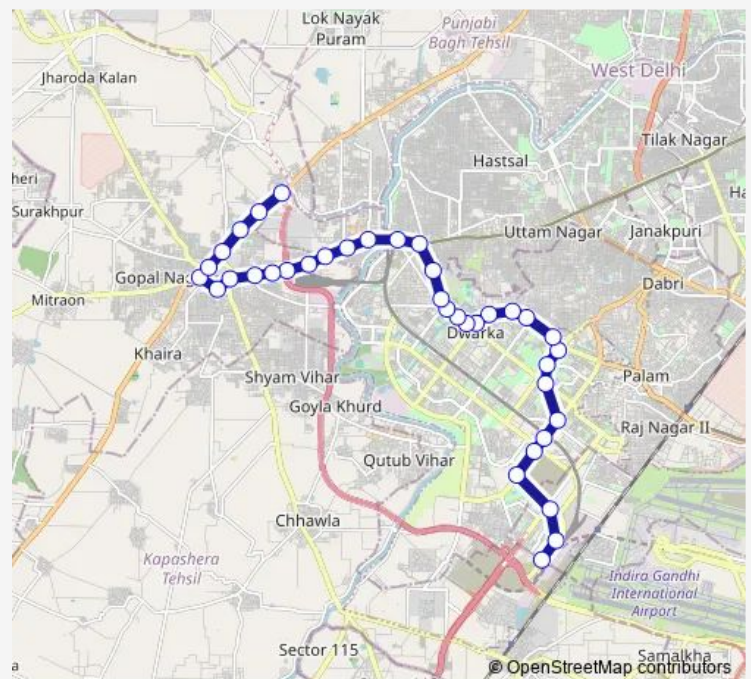 Lok Nayak
Puram
Punjabi
Bagh Tehsil
Jharoda Kalan
West Delhi
Tilak Nagar
Hastsal
heri
Surakhpur
Uttam Nagar
Janakpuri
Gopal Na
Mitraon
Dabri
Khaira
Dwarka
Shyam Vihar
Palam
Goyla Khurd
Raj Nagar II
Qutub Vihar
Chhawla
Kapashera
Tehsil
Indira Gandhi
International
Airport
Sector 115
Samalkha
© OpenStreetMap contributors